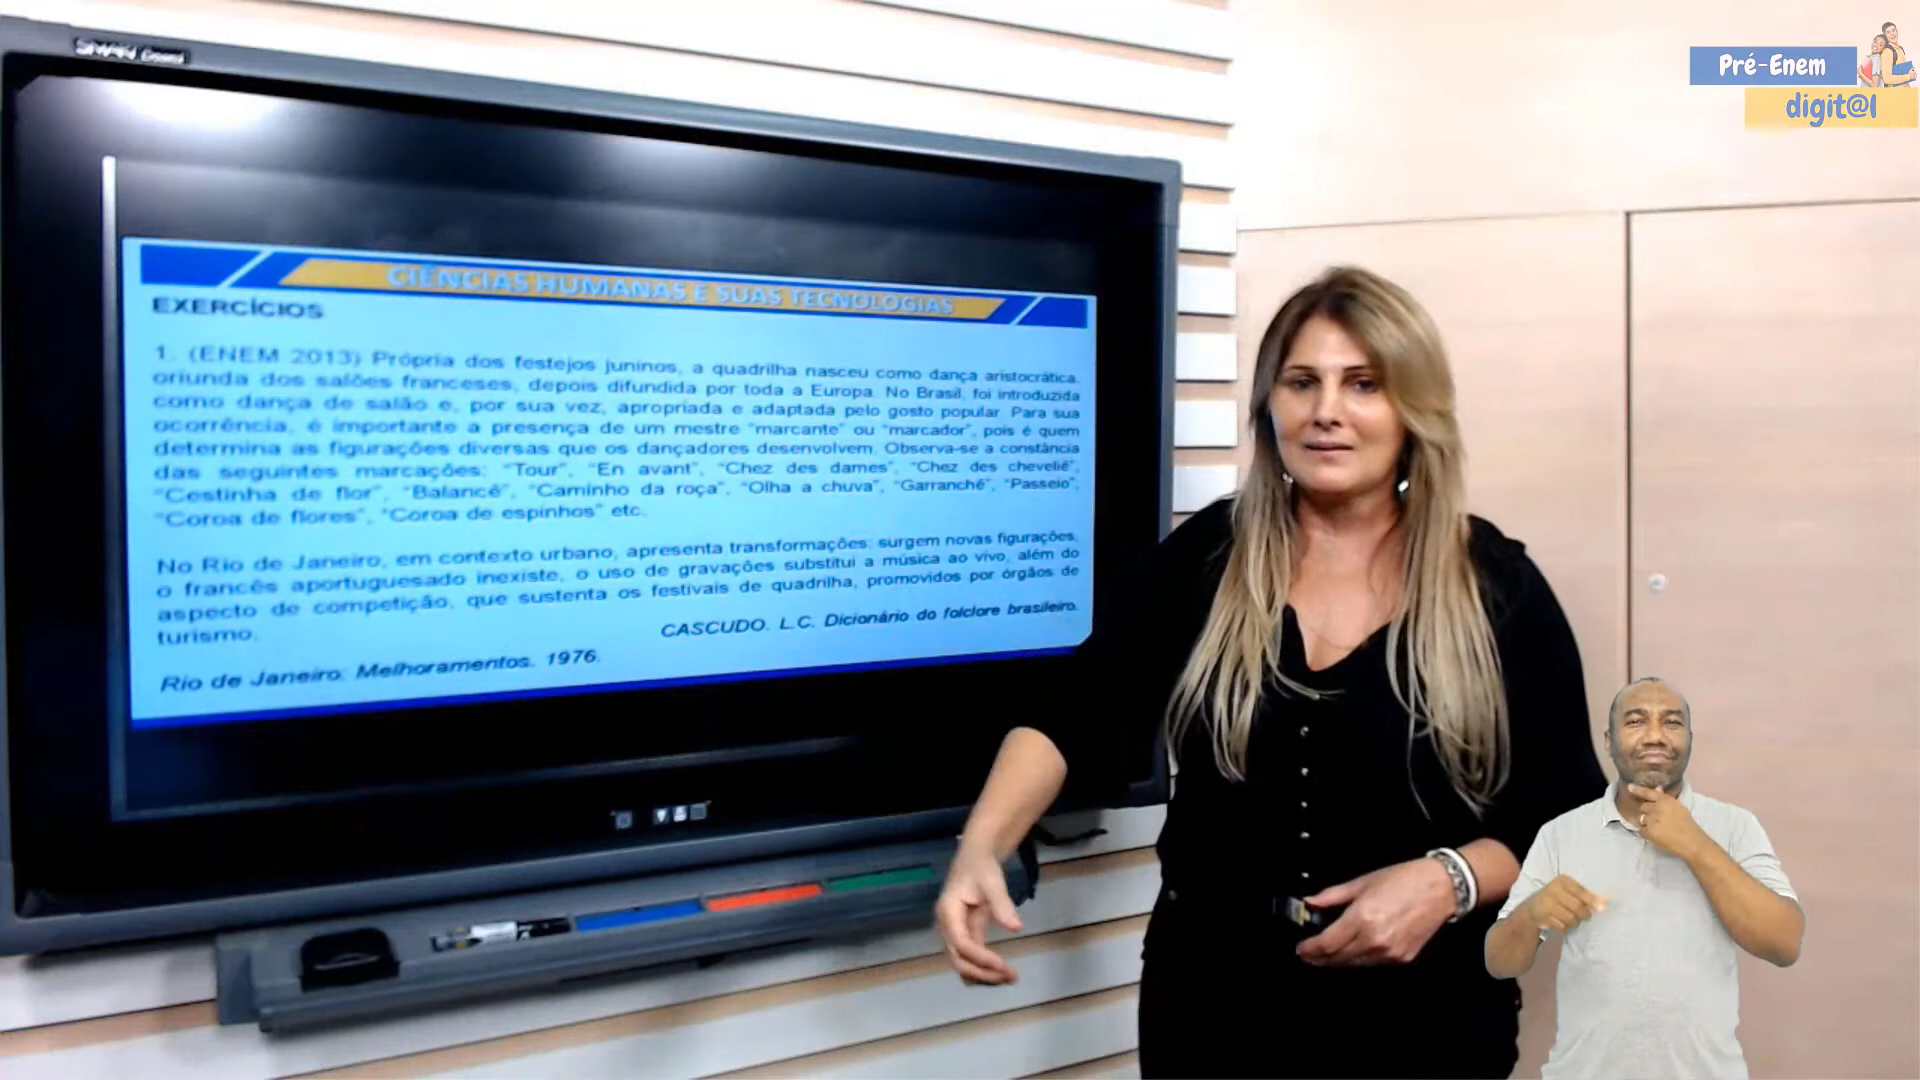 Pré-Enem
digit@l
CIÊNCIAS HUMANAS E SUAS TECNOLOGIAS
EXERCÍCIOS
1. (ENEM 2013) Própria dos festejos juninos, a quadrilha nasceu como dança aristocrática,
oriunda dos salões franceses, depois difundida por toda a Europa. No Brasil, foi introduzida
como dança de salão e, por sua vez, apropriada e adaptada pelo gosto popular. Para sua
ocorrência, é importante a presença de um mestre “marcante” ou “marcador”, pois é quem
determina as figurações diversas que os dançadores desenvolvem. Observa-se a constância
das seguintes marcações: “Tour”, “En avant”, “Chez des dames”, “Chez des cheveliê”,
“Cestinha de flor”, “Balancê”, “Caminho da roça”, “Olha a chuva”, “Garranchê”, “Passeio”,
“Coroa de flores”, “Coroa de espinhos” etc.
No Rio de Janeiro, em contexto urbano, apresenta transformações: surgem novas figurações,
o francês aportuguesado inexiste, o uso de gravações substitui a música ao vivo, além do
aspecto de competição, que sustenta os festivais de quadrilha, promovidos por órgãos de
turismo.
CASCUDO, L.C. Dicionário do folclore brasileiro.
Rio de Janeiro: Melhoramentos, 1976.